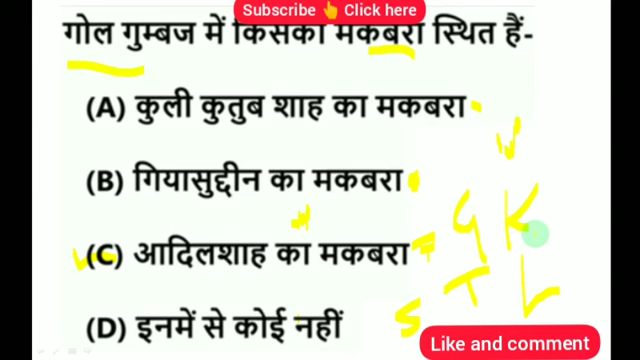 Subscribe 👆 Click here
गोल गुम्बज में किसका मकबरा स्थित हैं-
(A) कुली कुतुब शाह का मकबरा
(B) गियासुद्दीन का मकबरा
(C) आदिलशाह का मकबरा
(D) इनमें से कोई नहीं
G K
S T L
Like and comment